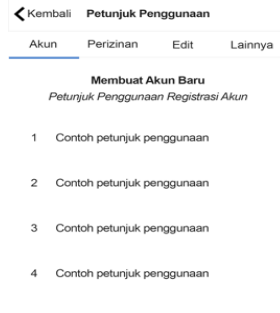 Kembali Petunjuk Penggunaan
Akun Perizinan Edit Lainnya
Membuat Akun Baru
Petunjuk Penggunaan Registrasi Akun
1 Contoh petunjuk penggunaan
2 Contoh petunjuk penggunaan
3 Contoh petunjuk penggunaan
4 Contoh petunjuk penggunaan